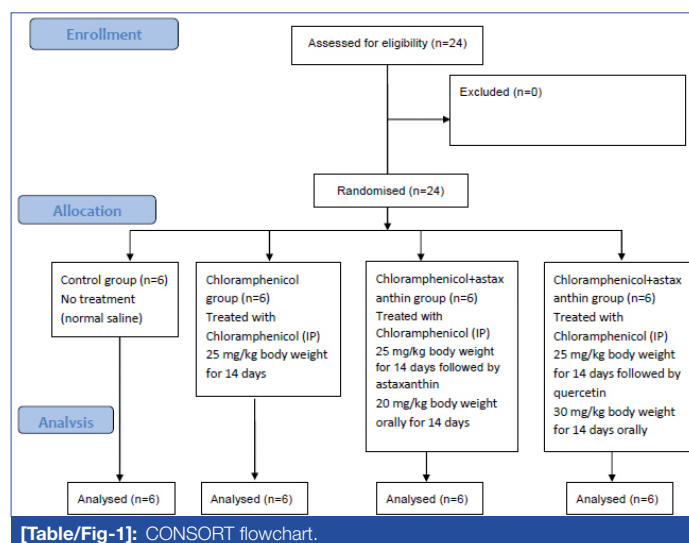 Enrollment
Assessed for eligibility (n=24)
Excluded (n=0)
Randomised (n=24)
Allocation
Control group (n=6)
No treatment
(normal saline)
Chloramphenicol
group (n=6)
Treated with
Chloramphenicol (IP)
25 mg/kg body weight
for 14 days
Chloramphenicol+astax
anthin group (n=6)
Treated with
Chloramphenicol (IP)
25 mg/kg body weight
for 14 days followed by
astaxanthin
20 mg/kg body weight
orally for 14 days
Chloramphenicol+astax
anthin group (n=6)
Treated with
Chloramphenicol (IP)
25 mg/kg body weight
for 14 days followed by
quercetin
30 mg/kg body weight
for 14 days orally
Analysis
Analysed (n=6)
Analysed (n=6)
Analysed (n=6)
Analysed (n=6)
[Table/Fig-1]: CONSORT flowchart.